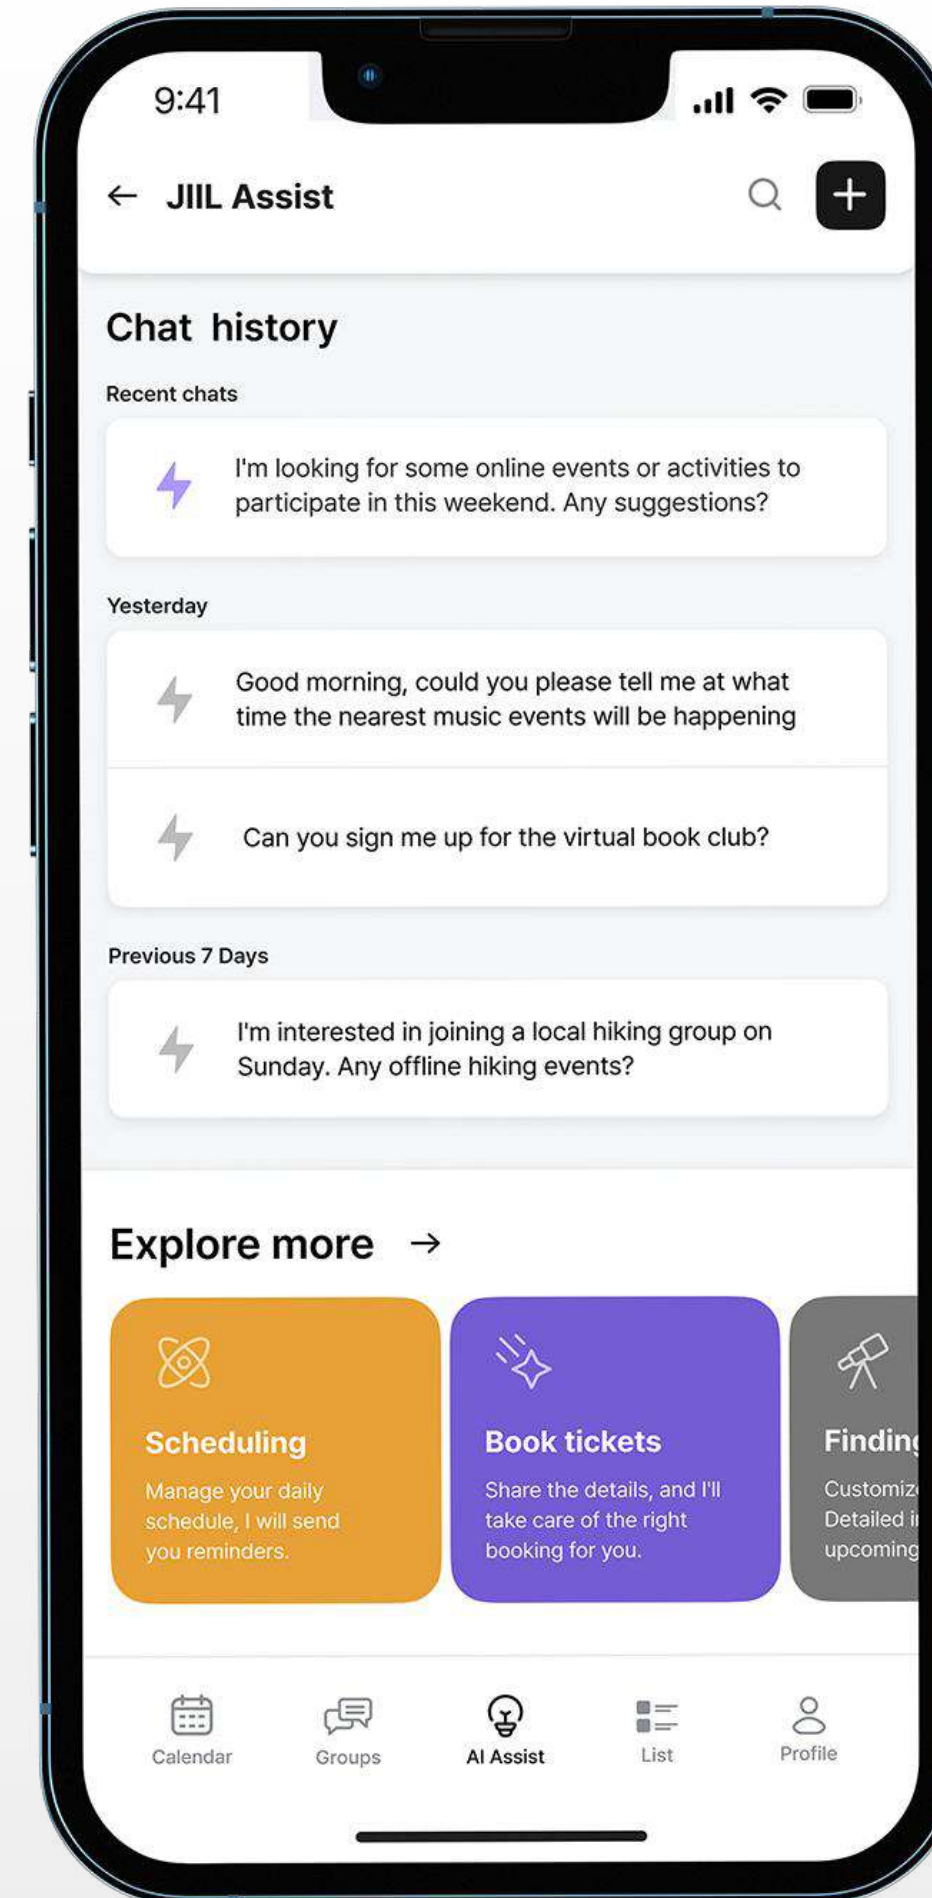 9:41
JIIL Assist
Chat history
Recent chats
I'm looking for some online events or activities to
participate in this weekend. Any suggestions?
Yesterday
Good morning, could you please tell me at what
time the nearest music events will be happening
Can you sign me up for the virtual book club?
Previous 7 Days
I'm interested in joining a local hiking group on
Sunday. Any offline hiking events?
Explore more →
Scheduling
Manage your daily
schedule, I will send
you reminders.
Book tickets
Share the details, and I'll
take care of the right
booking for you.
Finding
Customize
Detailed
upcoming
Calendar
Groups
AI Assist
List
Profile